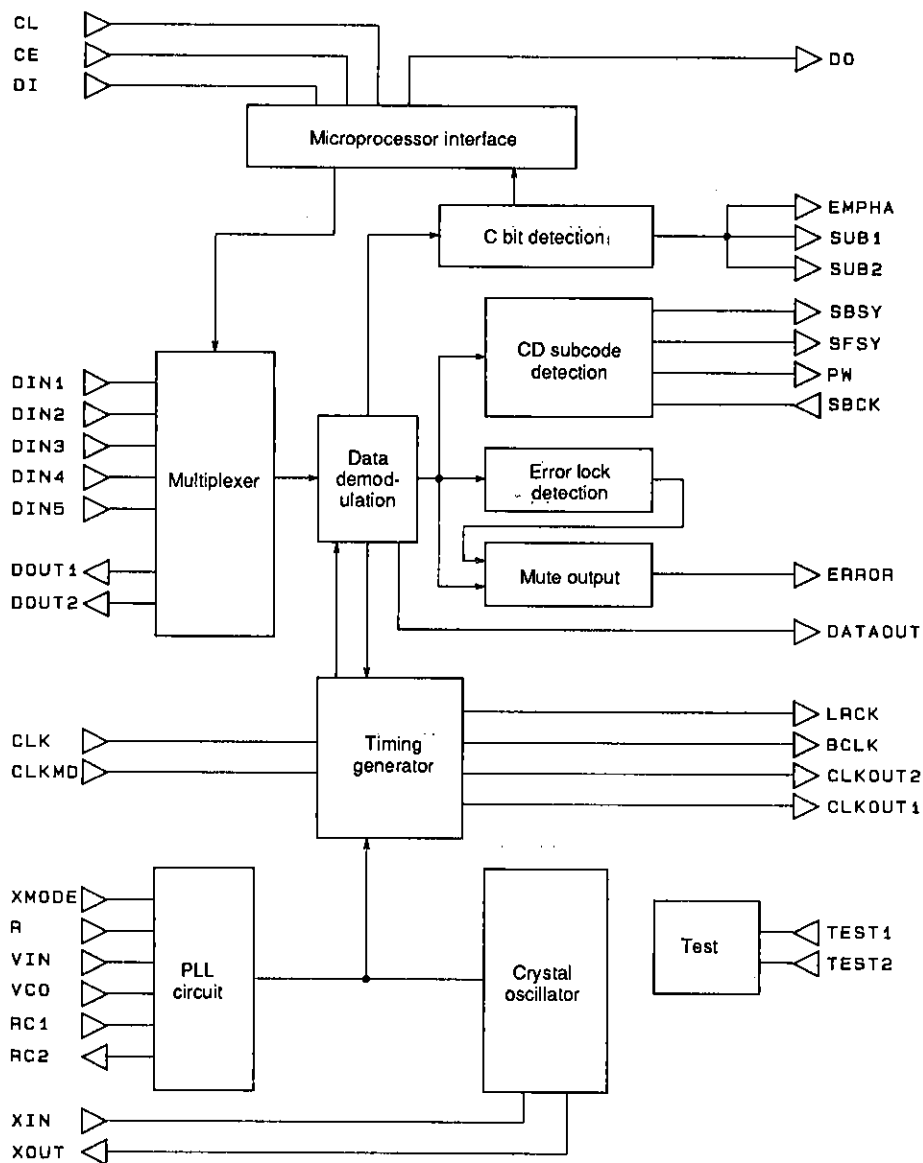 CL
CE
DI
DO
Microprocessor interface
C bit detection
EMPHA
SUB1
SUB2
CD subcode
detection
SBSY
SFSY
PW
SBCK
DIN1
DIN2
DIN3
DIN4
DIN5
DOUT1
DOUT2
Multiplexer
Data
demod-
ulation
Error lock
detection
Mute output
ERROR
DATAOUT
CLK
CLKMD
Timing
generator
LRCK
BCLK
CLKOUT2
CLKOUT1
XMODE
R
VIN
VCO
RC1
RC2
PLL
circuit
Crystal
oscillator
Test
TEST1
TEST2
XIN
XOUT